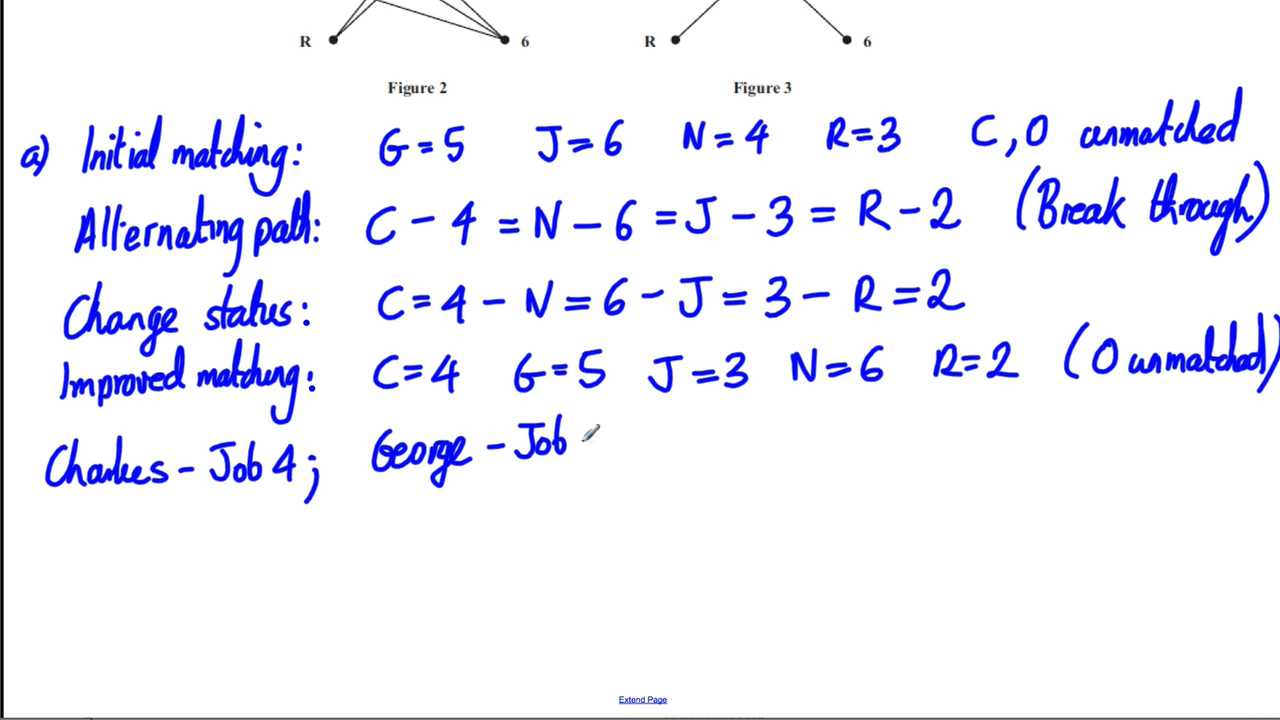 R 6 R 6
Figure 2 Figure 3
a) Initial matching: G=5 J=6 N=4 R=3 C, O unmatched
Alternating path: C-4=N-6=J-3=R-2 (Break through)
Change status: C=4-N=6-J=3-R=2
Improved matching: C=4 G=5 J=3 N=6 R=2 (O unmatched)
Charles - Job 4; George - Job
Extend Page